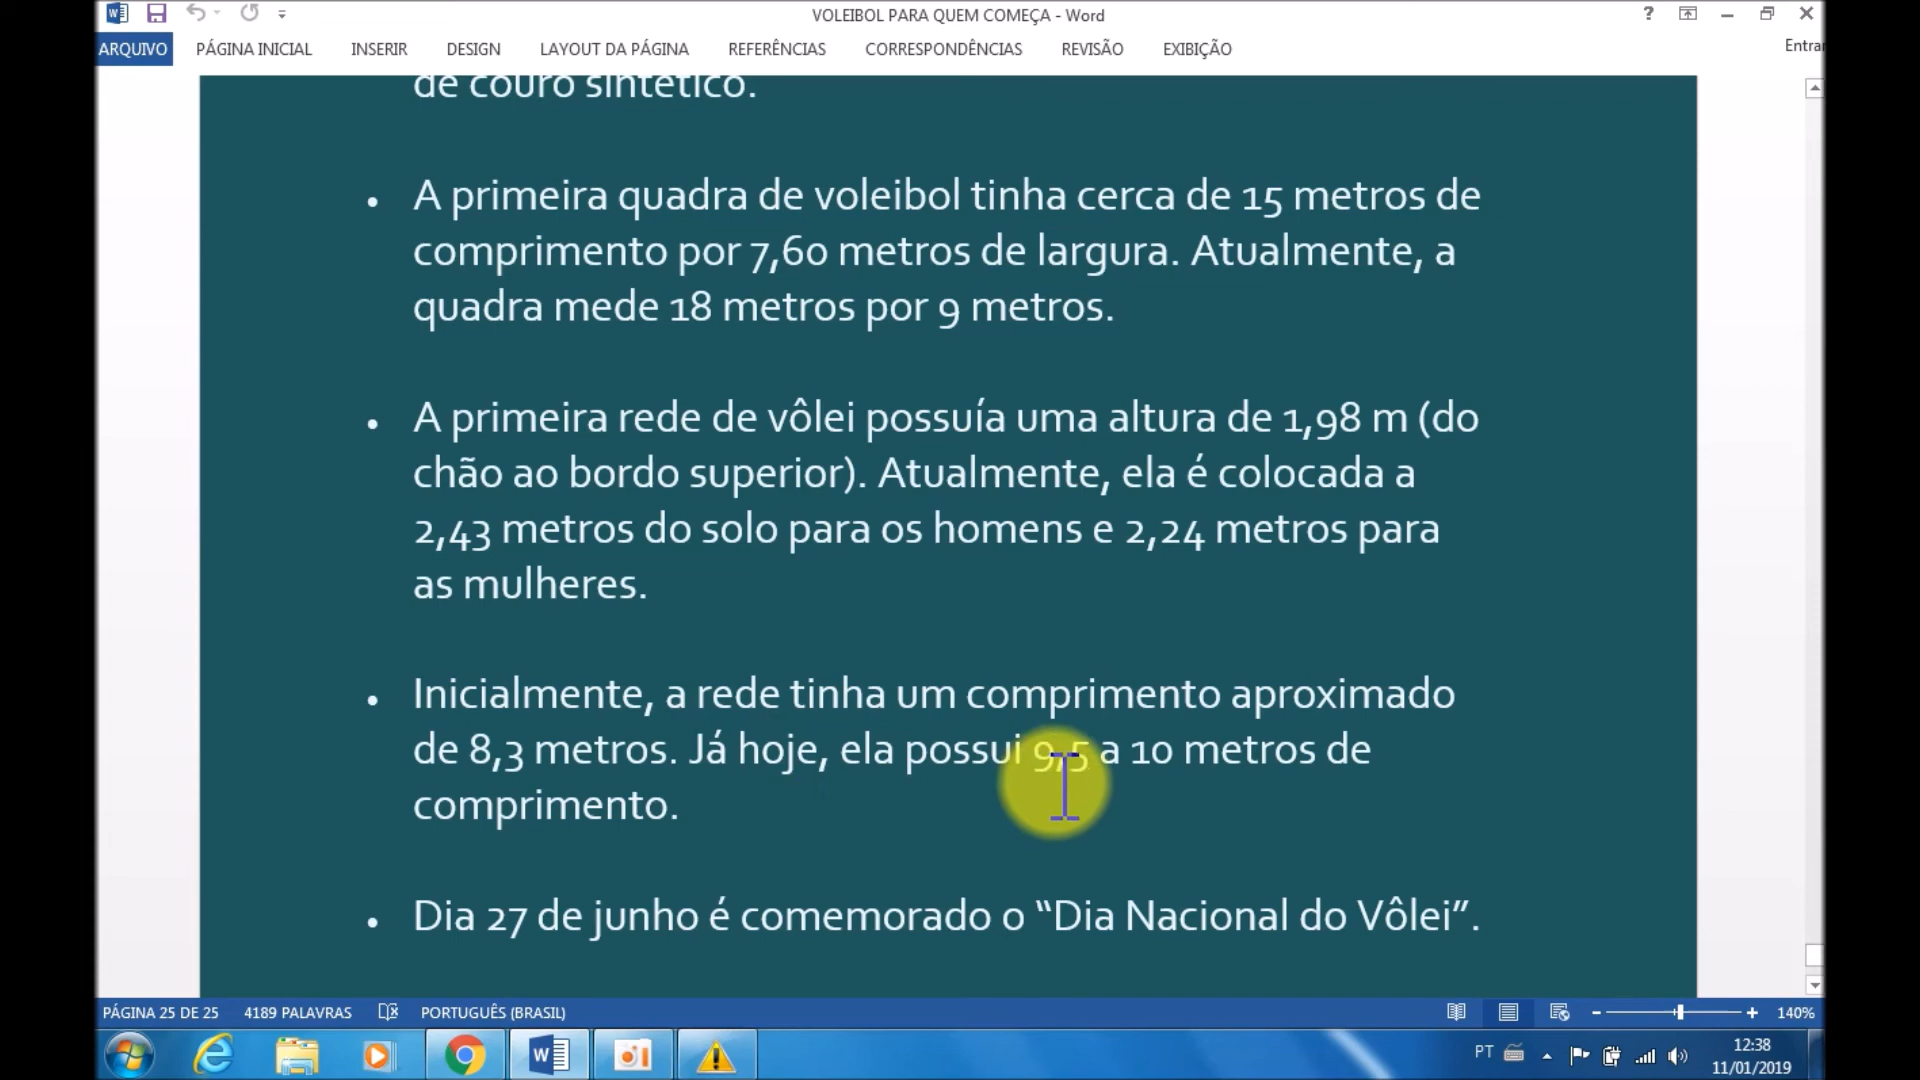 VOLEIBOL PARA QUEM COMEÇA - Word
ARQUIVO PÁGINA INICIAL INSERIR DESIGN LAYOUT DA PÁGINA REFERÊNCIAS CORRESPONDÊNCIAS REVISÃO EXIBIÇÃO Entrar
de couro sintético.
• A primeira quadra de voleibol tinha cerca de 15 metros de
comprimento por 7,60 metros de largura. Atualmente, a
quadra mede 18 metros por 9 metros.
• A primeira rede de vôlei possuía uma altura de 1,98 m (do
chão ao bordo superior). Atualmente, ela é colocada a
2,43 metros do solo para os homens e 2,24 metros para
as mulheres.
• Inicialmente, a rede tinha um comprimento aproximado
de 8,3 metros. Já hoje, ela possui 9,5 a 10 metros de
comprimento.
• Dia 27 de junho é comemorado o “Dia Nacional do Vôlei”.
PÁGINA 25 DE 25 4189 PALAVRAS PORTUGUÊS (BRASIL) 140%
PT 12:38
11/01/2019